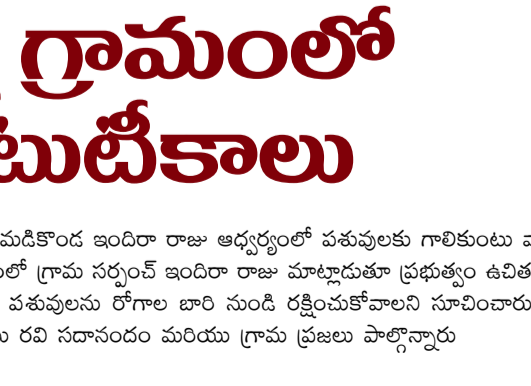 గ్రామంలో
టుటీకాలు
మడికొండ ఇందిరా రాజు ఆధ్వర్యంలో పశువులకు గాలికుంటు
లో గ్రామ సర్పంచ్ ఇందిరా రాజు మాట్లాడుతూ ప్రభుత్వం ఉచిత
పశువులను రోగాల బారి నుండి రక్షించుకోవాలని సూచించారు
రవి సదానందం మరియు గ్రామ ప్రజలు పాల్గొన్నారు